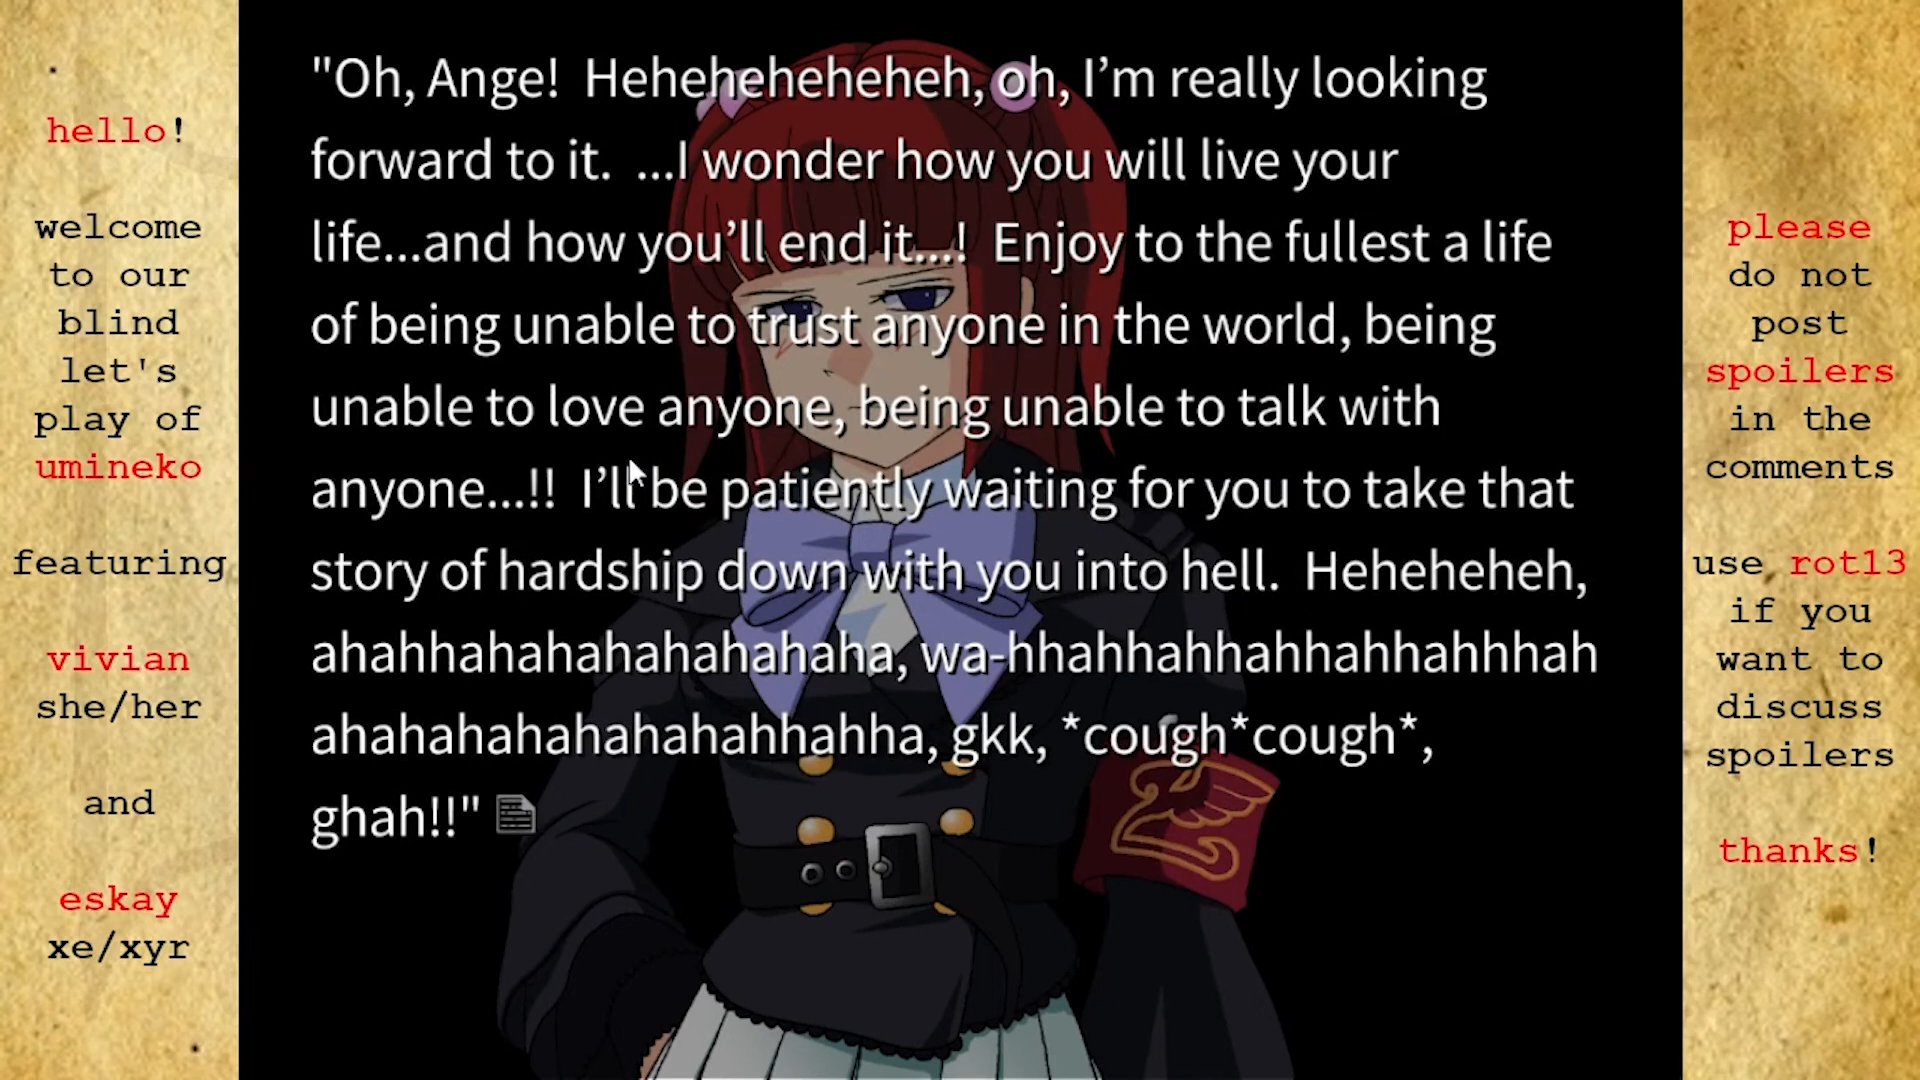 hello!
welcome
to our
blind
let's
play of
umineko
featuring
vivian
she/her
and
eskay
xe/xyr
"Oh, Ange!  Heheheheheheh, oh, I’m really looking
forward to it.  ...I wonder how you will live your
life...and how you’ll end it...!  Enjoy to the fullest a life
of being unable to trust anyone in the world, being
unable to love anyone, being unable to talk with
anyone...!!  I’ll be patiently waiting for you to take that
story of hardship down with you into hell.  Heheheheh,
ahahhahahahahahahaha, wa-hhahhahhahhahhahhhah
ahahahahahahahahhahha, gkk, *cough*cough*,
ghah!!"
please
do not
post
spoilers
in the
comments
use rot13
if you
want to
discuss
spoilers
thanks!